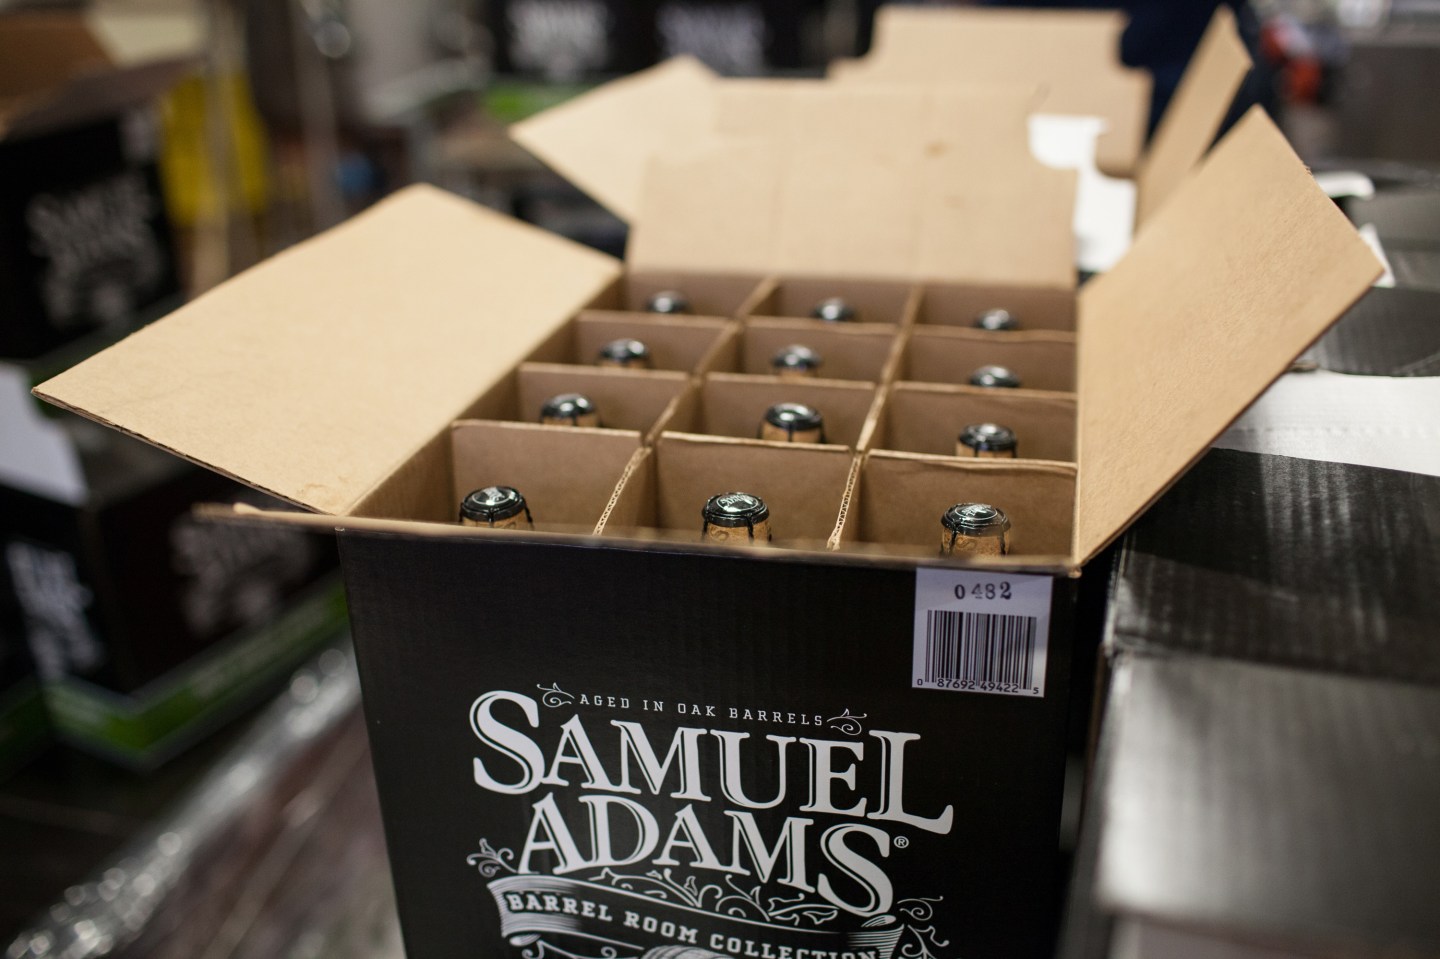 0482
0 87692 49422 5
AGED IN OAK BARRELS
SAMUEL
ADAMS®
BARREL ROOM COLLECTION